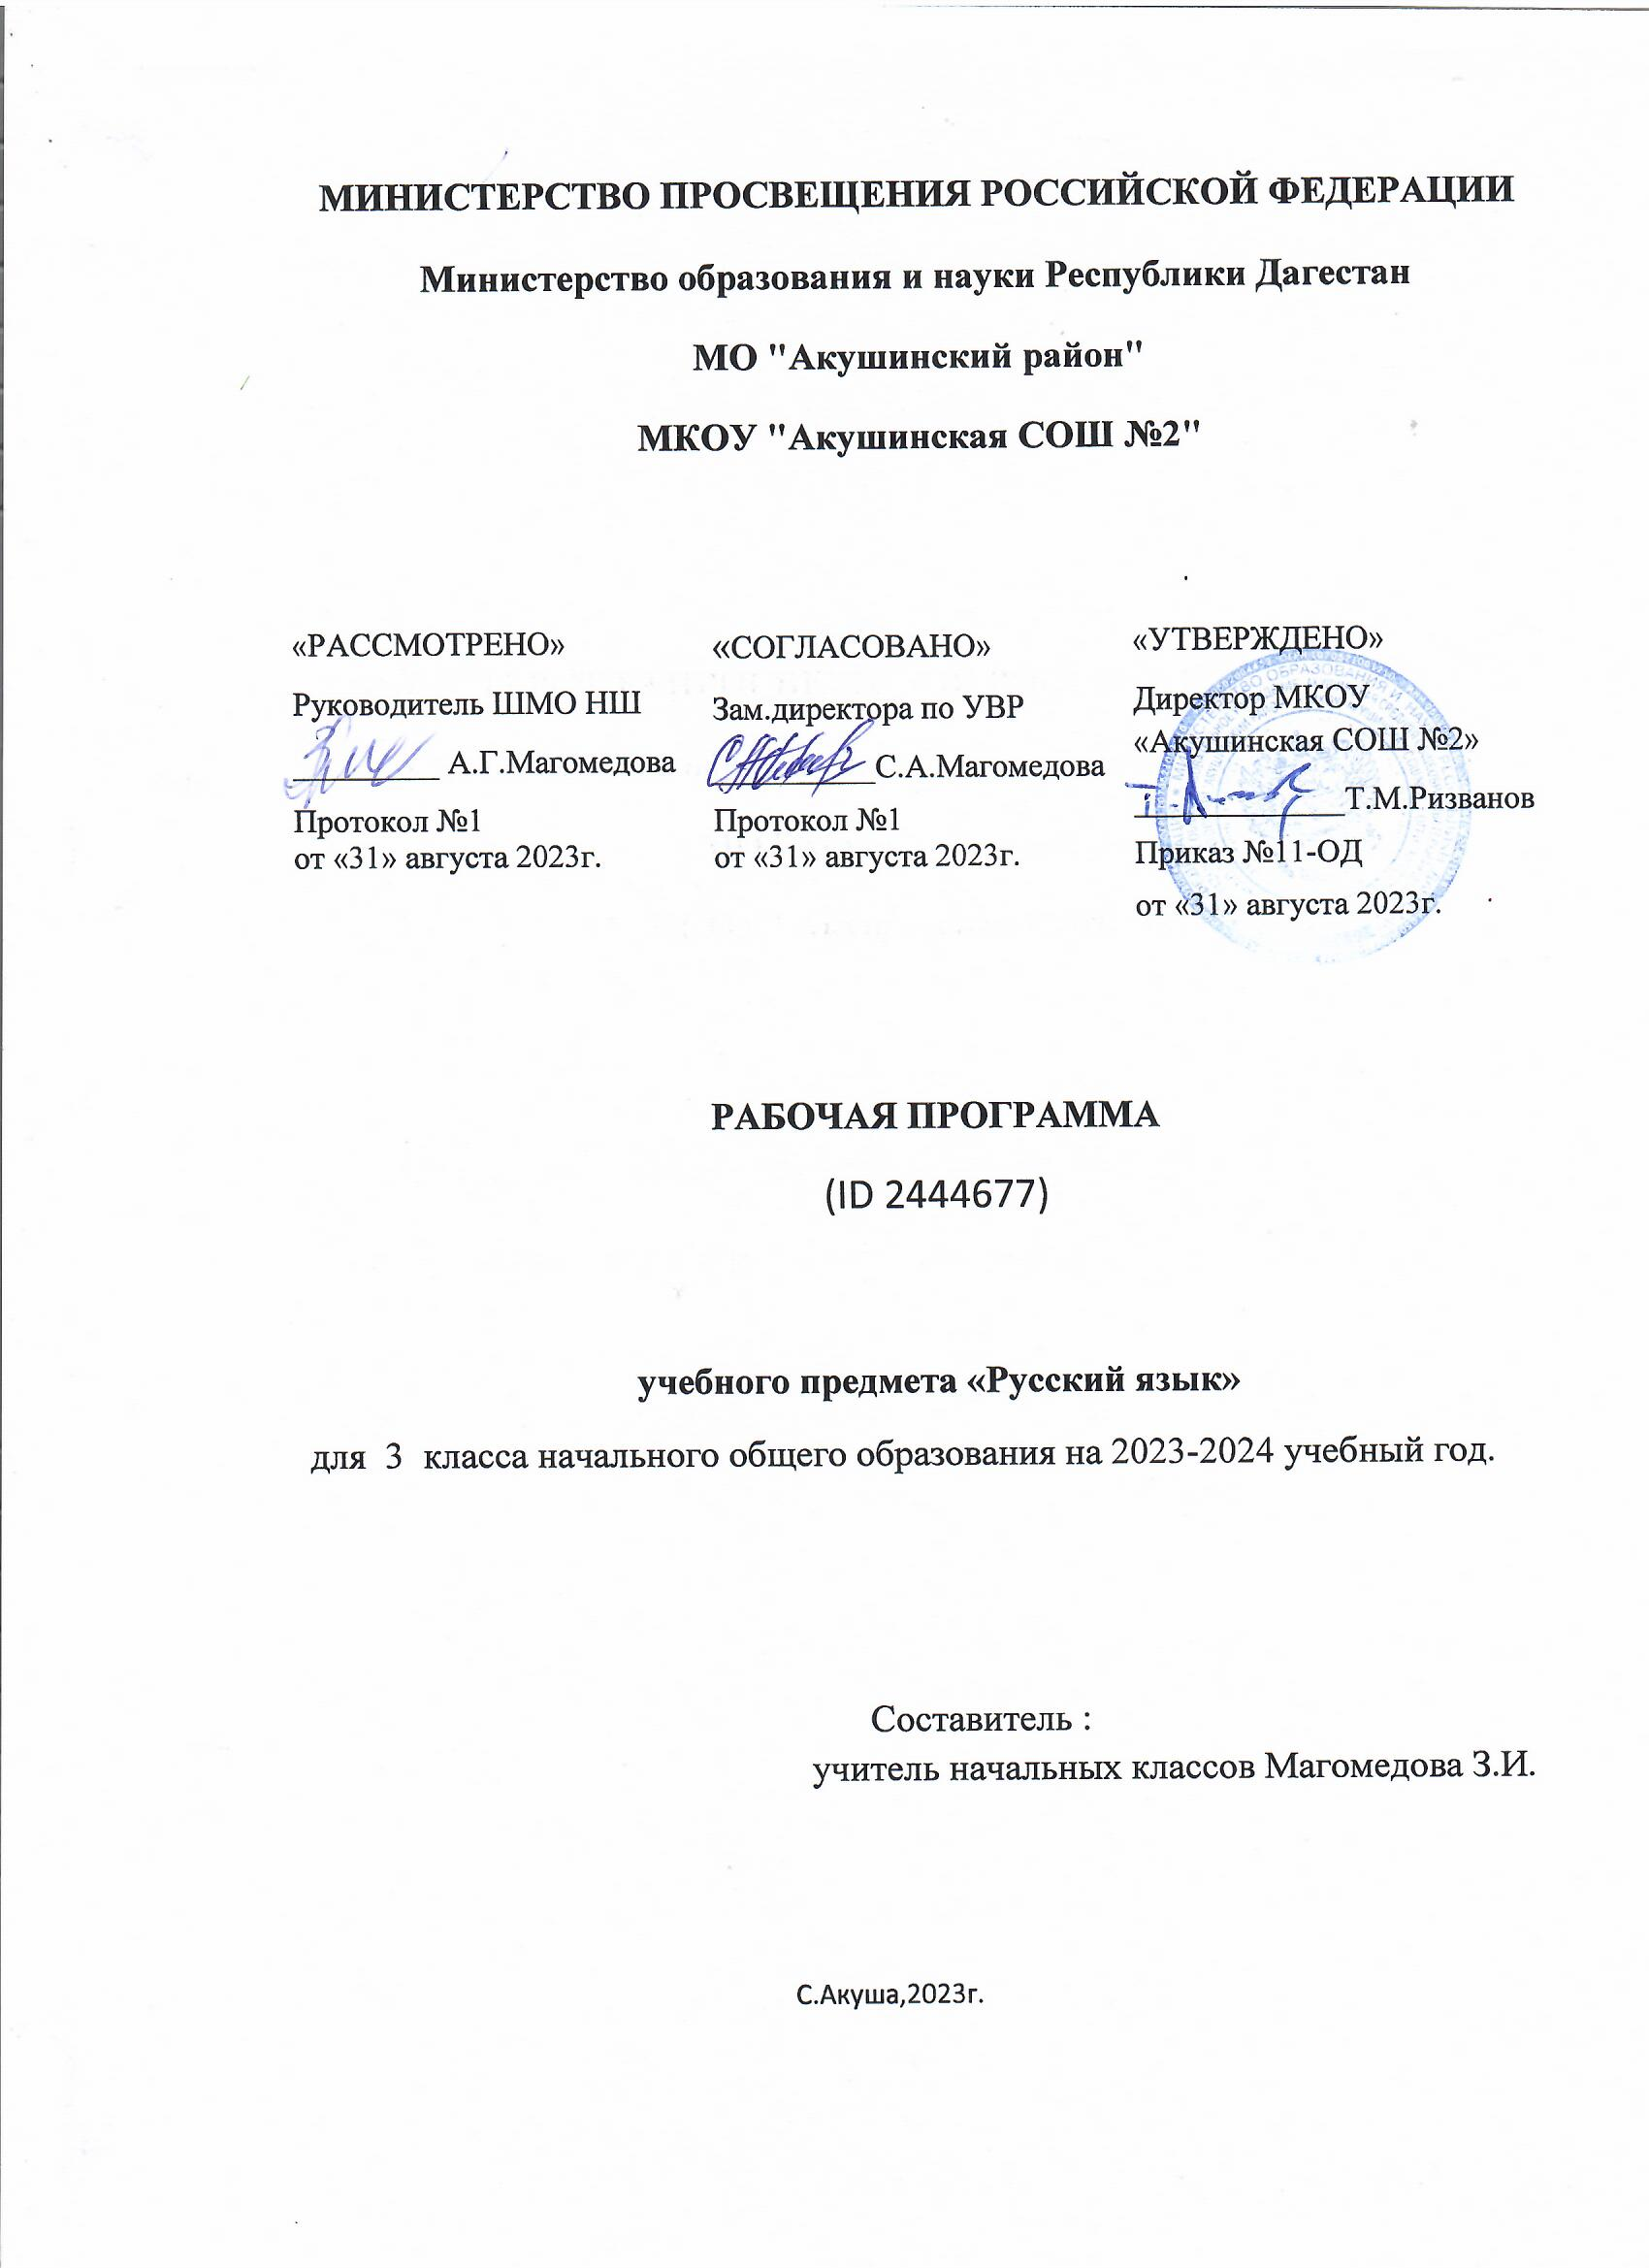 МИНИСТЕРСТВО ПРОСВЕЩЕНИЯ РОССИЙСКОЙ ФЕДЕРАЦИИ
Министерство образования и науки Республики Дагестан
МО "Акушинский район"
МКОУ "Акушинская СОШ №2"
«РАССМОТРЕНО»
Руководитель ШМО НШ
_________ А.Г.Магомедова
Протокол №1
от «31» августа 2023г.
«СОГЛАСОВАНО»
Зам.директора по УВР
__________С.А.Магомедова
Протокол №1
от «31» августа 2023г.
«УТВЕРЖДЕНО»
Директор МКОУ
«Акушинская СОШ №2»
_____________Т.М.Ризванов
Приказ №11-ОД
от «31» августа 2023г.
РАБОЧАЯ ПРОГРАММА
(ID 2444677)
учебного предмета «Русский язык»
для 3 класса начального общего образования на 2023-2024 учебный год.
Составитель :
учитель начальных классов Магомедова З.И.
С.Акуша,2023г.